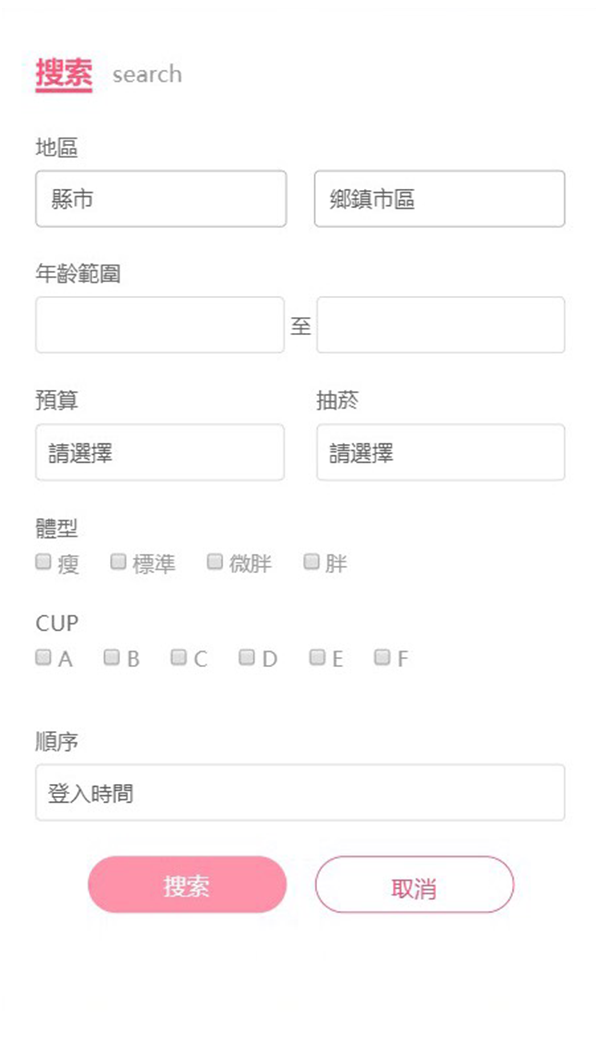 搜索 search
地區
縣市 鄉鎮市區
年齡範圍
至
預算 抽菸
請選擇 請選擇
體型
瘦 標準 微胖 胖
CUP
A B C D E F
順序
登入時間
搜索 取消